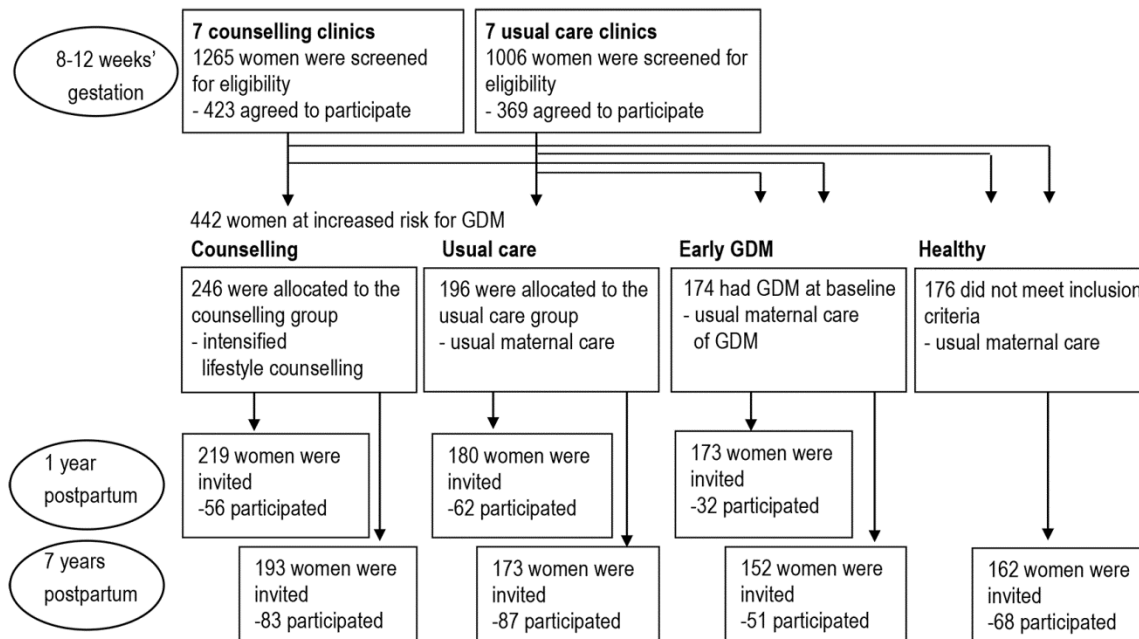 8-12 weeks’
gestation
7 counselling clinics
1265 women were screened
for eligibility
- 423 agreed to participate
7 usual care clinics
1006 women were screened for
eligibility
- 369 agreed to participate
442 women at increased risk for GDM
Counselling
Usual care
Early GDM
Healthy
246 were allocated to the
counselling group
- intensified
lifestyle counselling
196 were allocated to the
usual care group
- usual maternal care
174 had GDM at baseline
- usual maternal care
of GDM
176 did not meet inclusion
criteria
- usual maternal care
1 year
postpartum
219 women were
invited
-56 participated
180 women were
invited
-62 participated
173 women were
invited
-32 participated
7 years
postpartum
193 women were
invited
-83 participated
173 women were
invited
-87 participated
152 women were
invited
-51 participated
162 women were
invited
-68 participated